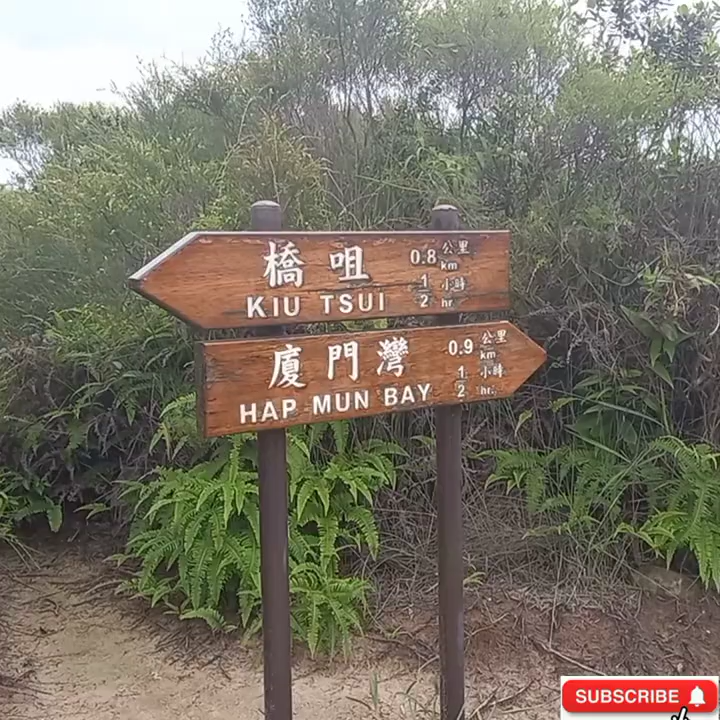 橋咀 0.8 公里 km
KIU TSUI 1/2 小時 hr
廈門灣 0.9 公里 km
HAP MUN BAY 1/2 小時 hr.
SUBSCRIBE